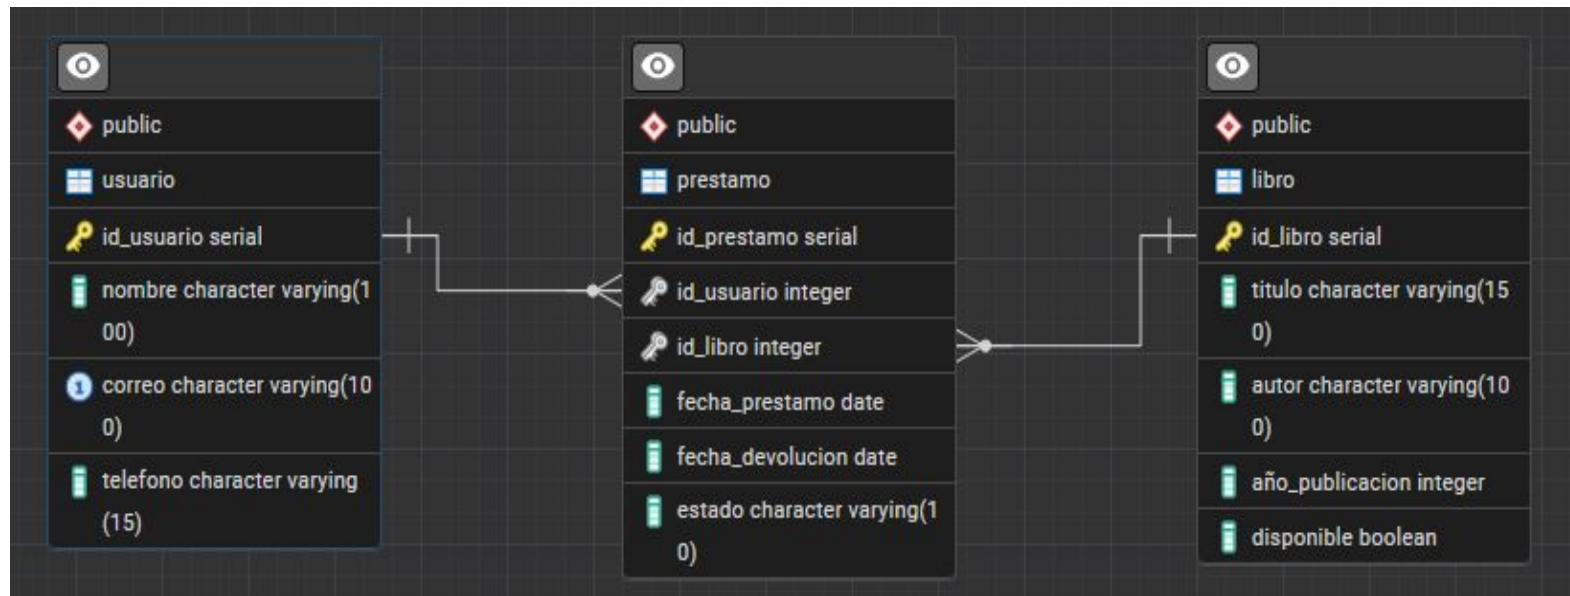 public
usuario
id_usuario serial
nombre character varying(1
00)
1
correo character varying(10
0)
telefono character varying
(15)
public
prestamo
id_prestamo serial
id_usuario integer
id_libro integer
fecha_prestamo date
fecha_devolucion date
estado character varying(1
0)
public
libro
id_libro serial
titulo character varying(15
0)
autor character varying(10
0)
año_publicacion integer
disponible boolean